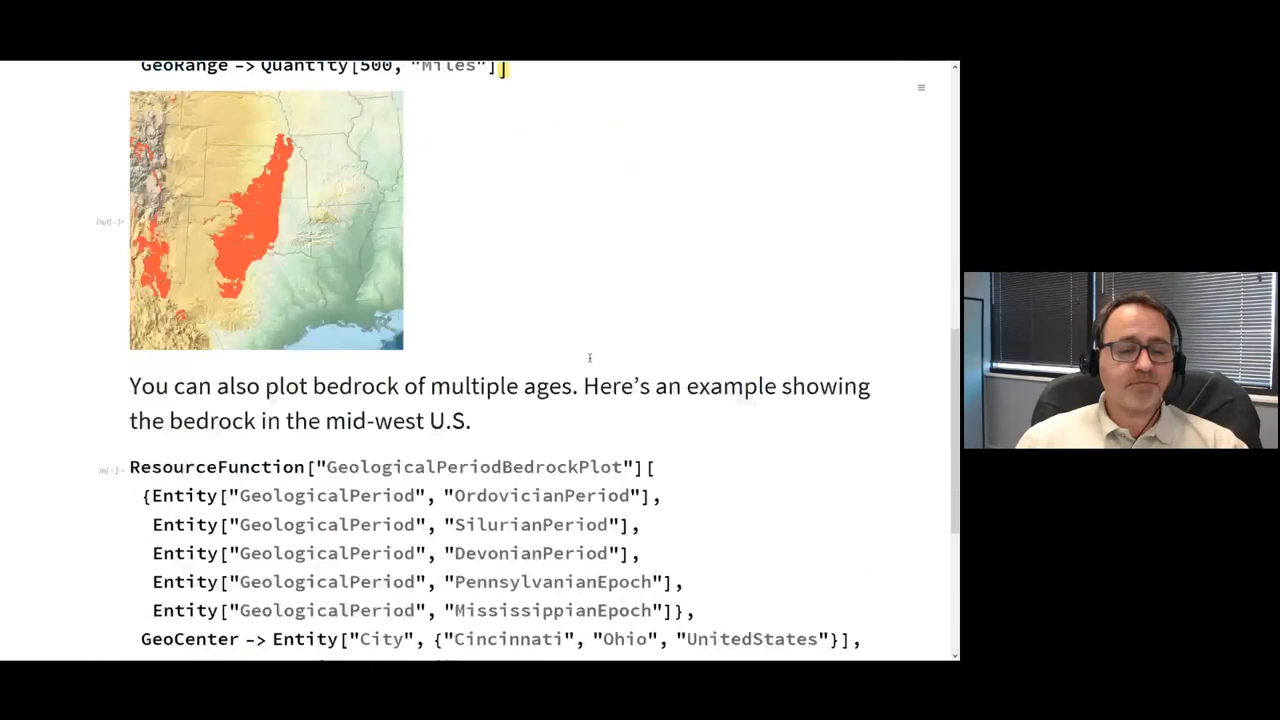 GeoRange -> Quantity[500, "Miles"]]
Out[-]=
You can also plot bedrock of multiple ages. Here’s an example showing
the bedrock in the mid-west U.S.
In[-]:=
ResourceFunction["GeologicalPeriodBedrockPlot"][
{Entity["GeologicalPeriod", "OrdovicianPeriod"],
Entity["GeologicalPeriod", "SilurianPeriod"],
Entity["GeologicalPeriod", "DevonianPeriod"],
Entity["GeologicalPeriod", "PennsylvanianEpoch"],
Entity["GeologicalPeriod", "MississippianEpoch"]},
GeoCenter -> Entity["City", {"Cincinnati", "Ohio", "UnitedStates"}],